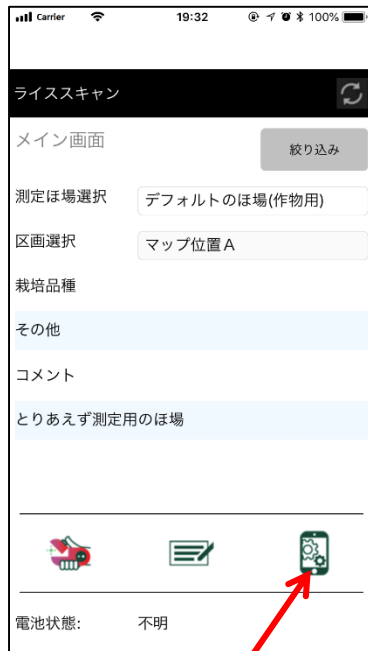 Carrier 19:32 100%
ライススキャン
メイン画面 絞り込み
測定ほ場選択 デフォルトのほ場(作物用)
区画選択 マップ位置A
栽培品種
その他
コメント
とりあえず測定用のほ場
電池状態: 不明